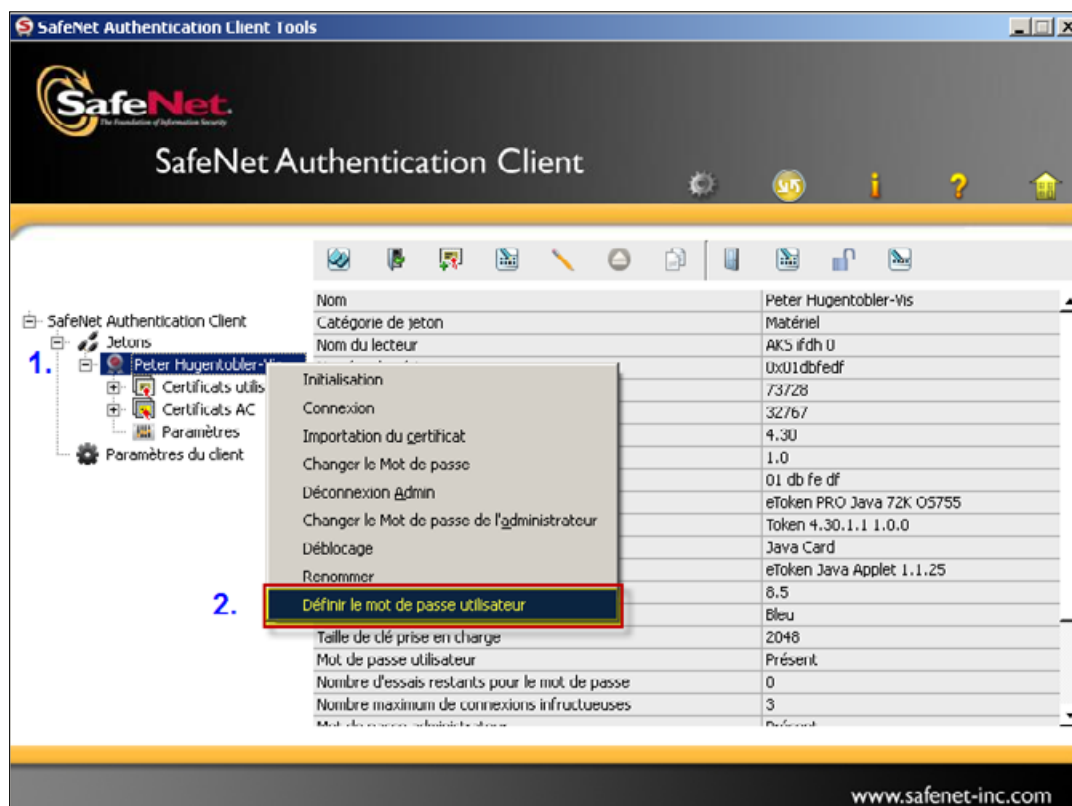 SafeNet Authentication Client Tools
SafeNet.
The Foundation of Information Security
SafeNet Authentication Client
Nom Peter Hugentobler-Vis
SafeNet Authentication Client
Catégorie de jeton Matériel
Jetons
Nom du lecteur AKS ifdh 0
1.
Peter Hugentobler-Vis
0x01dbfedf
Initialisation
Certificats utilis
73728
Connexion
Certificats AC
32767
Importation du certificat
Paramètres
4.30
Changer le Mot de passe
Paramètres du client
1.0
Déconnexion Admin
01 db fe df
eToken PRO Java 72K OS755
Changer le Mot de passe de l'administrateur
Token 4.30.1.1 1.0.0
Déblocage
Java Card
Renommer
eToken Java Applet 1.1.25
2.
Définir le mot de passe utilisateur
8.5
Bleu
Taille de clé prise en charge 2048
Mot de passe utilisateur Présent
Nombre d'essais restants pour le mot de passe 0
Nombre maximum de connexions infructueuses 3
Mot de passe administrateur Présent
www.safenet-inc.com